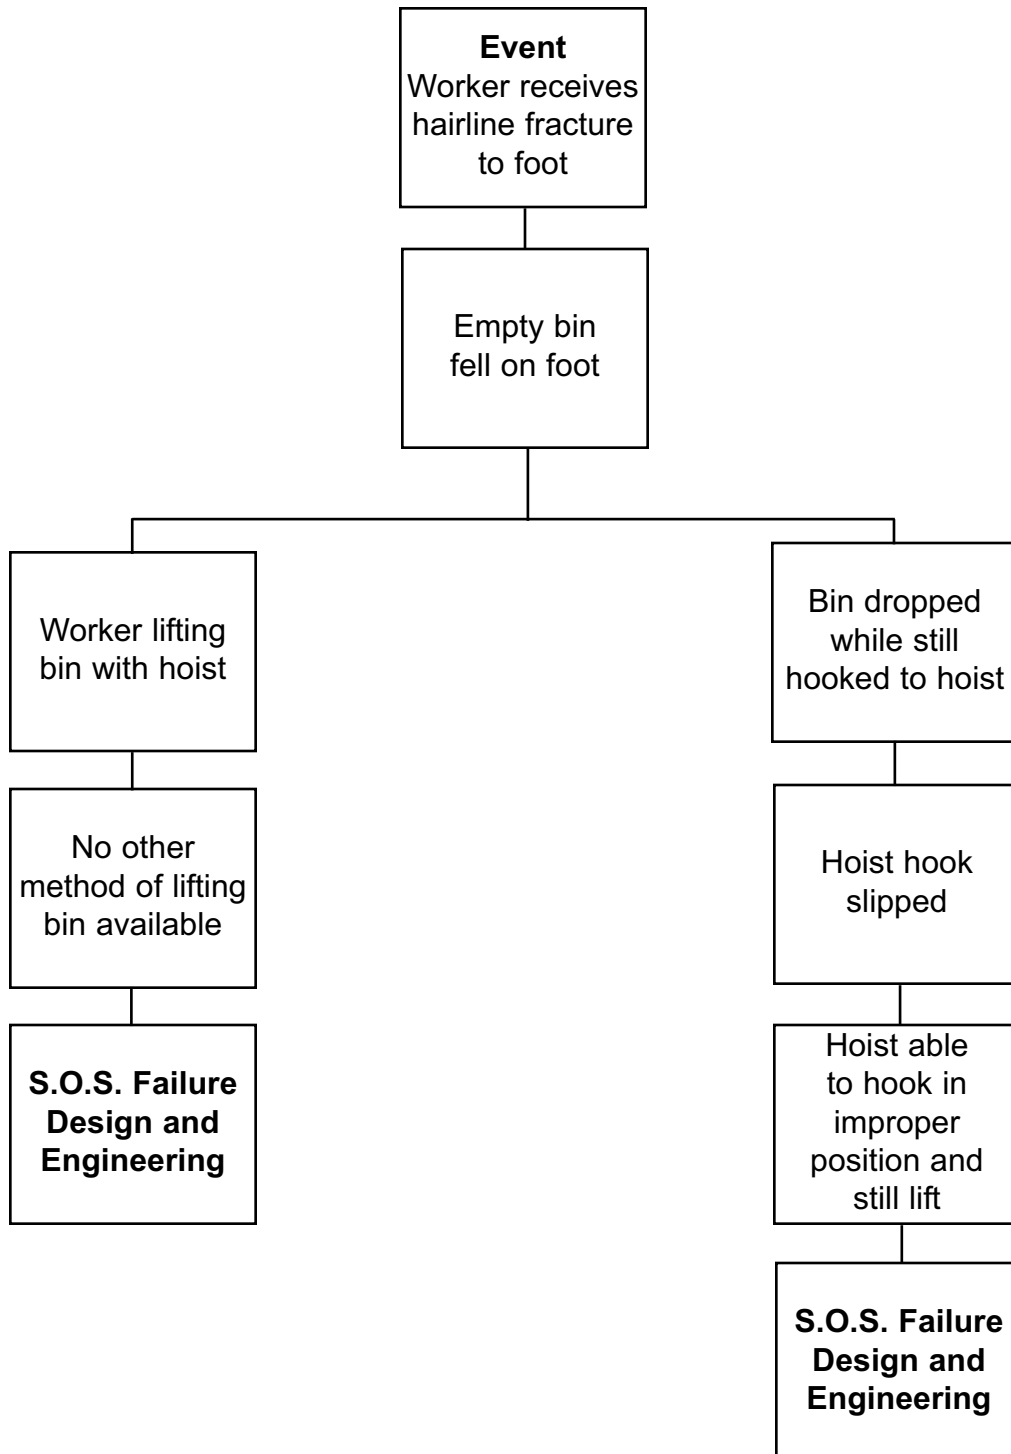 Event
Worker receives
hairline fracture
to foot
Empty bin
fell on foot
Worker lifting
bin with hoist
No other
method of lifting
bin available
S.O.S. Failure
Design and
Engineering
Bin dropped
while still
hooked to hoist
Hoist hook
slipped
Hoist able
to hook in
improper
position and
still lift
S.O.S. Failure
Design and
Engineering